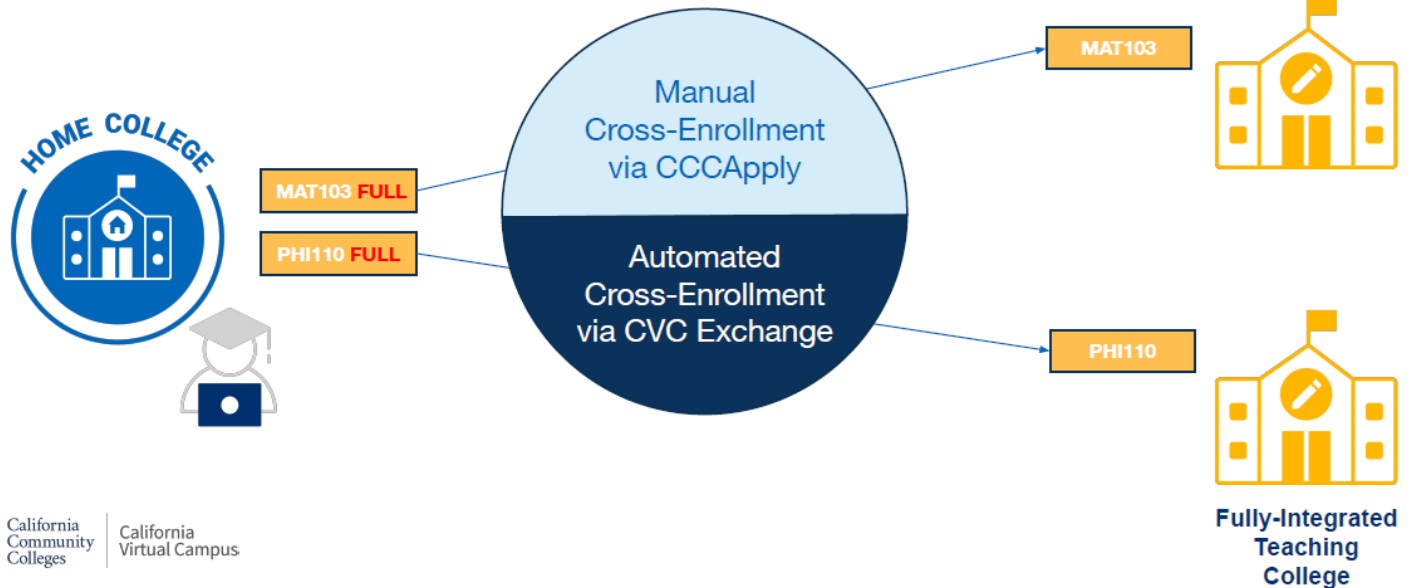 HOME COLLEGE
MAT103 FULL
PHI110 FULL
Manual
Cross-Enrollment
via CCCApply
Automated
Cross-Enrollment
via CVC Exchange
MAT103
PHI110
Fully-Integrated
Teaching
College
California
Community
Colleges
California
Virtual Campus